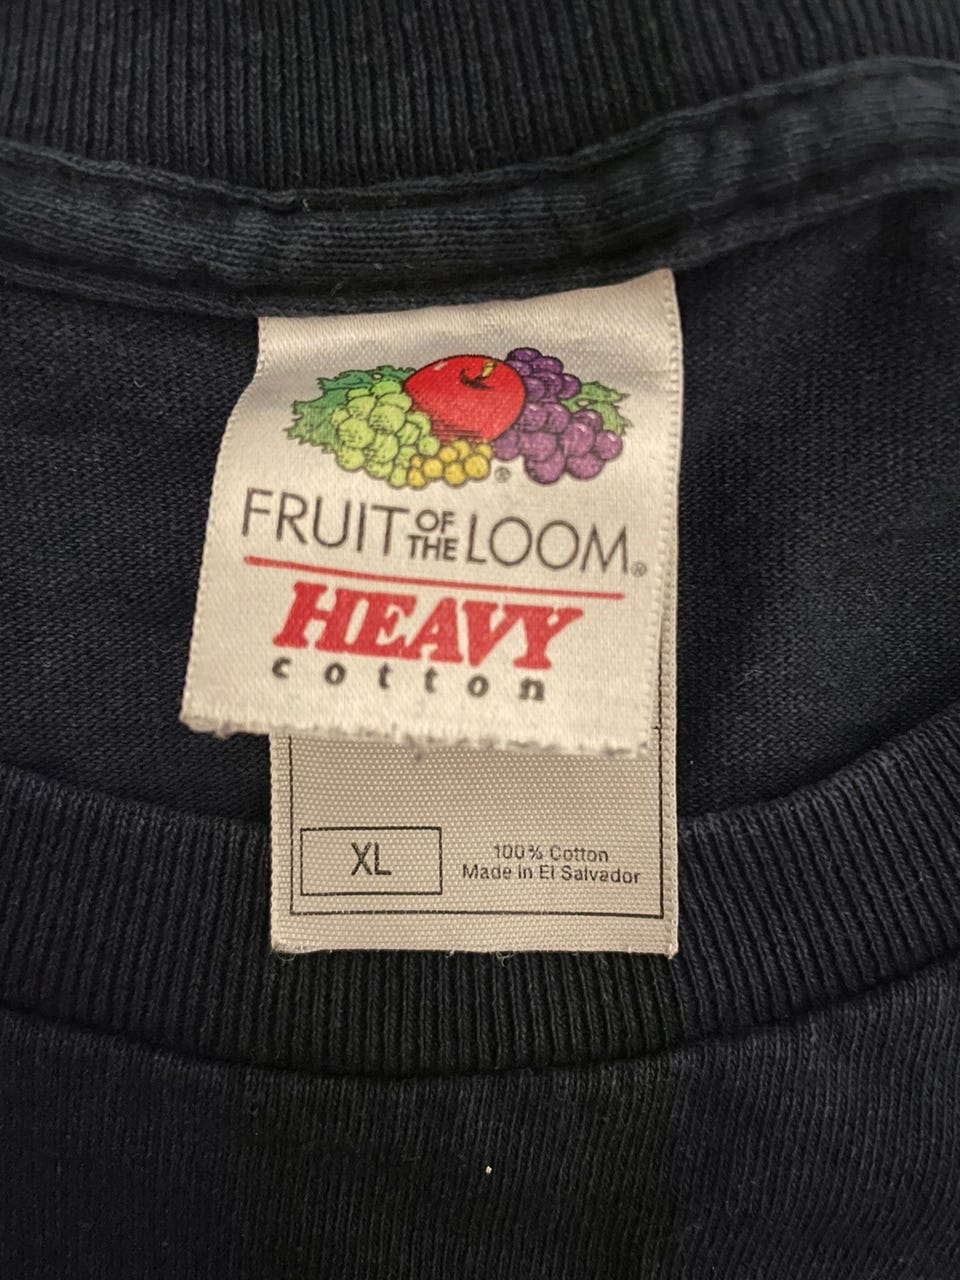 ®
FRUIT OF THE LOOM®
HEAVY
cotton
XL
100% Cotton
Made in El Salvador